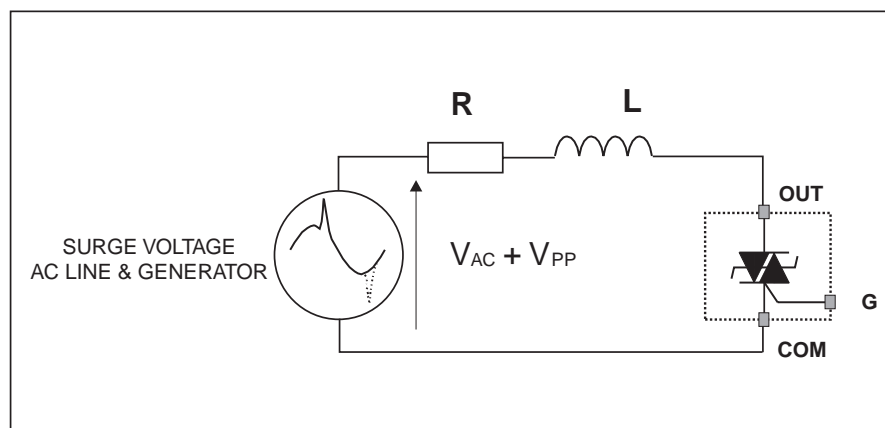 R
L
OUT
SURGE VOLTAGE
AC LINE & GENERATOR
VAC + VPP
G
COM